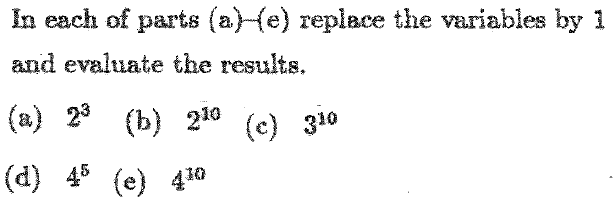 In each of parts (a)–(e) replace the variables by 1
and evaluate the results.
(a) 2³ (b) 2¹⁰ (c) 3¹⁰
(d) 4⁵ (e) 4¹⁰